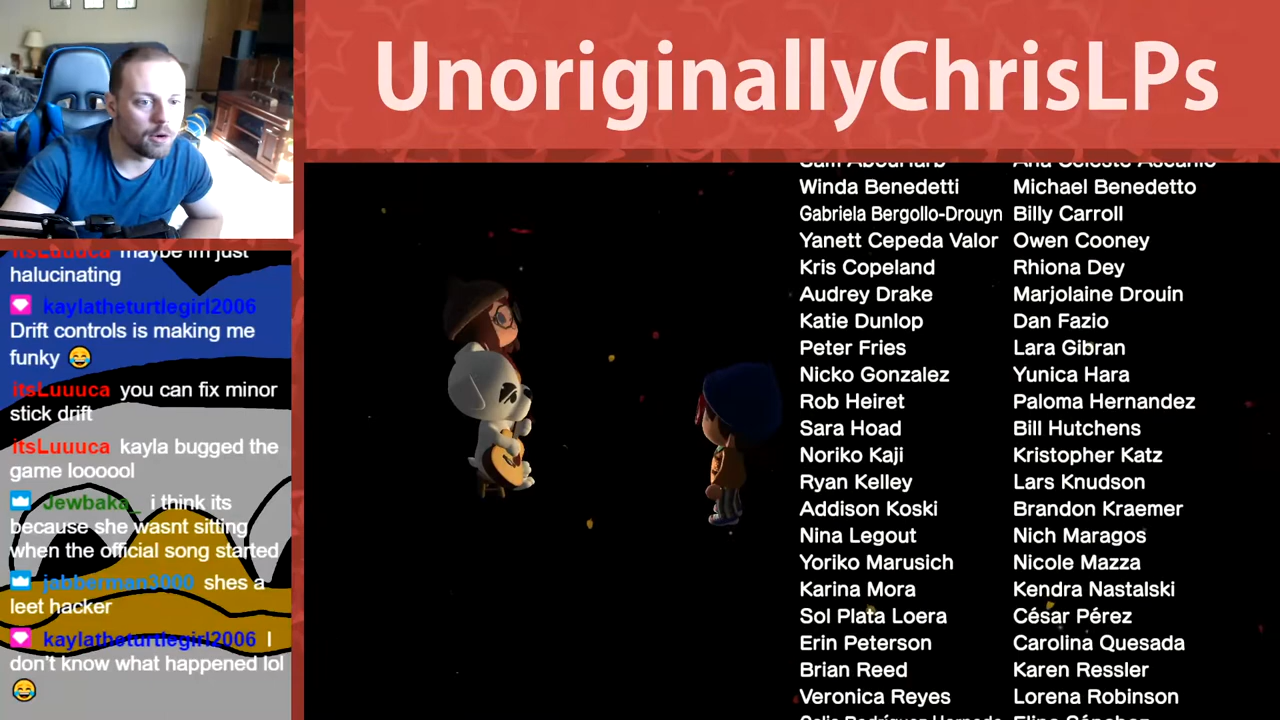 UnoriginallyChrisLPs
itsLuuuca maybe im just
halucinating
kaylatheturtlegirl2006
Drift controls is making me
funky 😂
itsLuuuca you can fix minor
stick drift
itsLuuuca kayla bugged the
game loooool
Jewbaka_ i think its
because she wasnt sitting
when the official song started
jabberman3000 shes a
leet hacker
kaylatheturtlegirl2006 I
don't know what happened lol
😂
Winda Benedetti
Gabriela Bergollo-Drouyn
Yanett Cepeda Valor
Kris Copeland
Audrey Drake
Katie Dunlop
Peter Fries
Nicko Gonzalez
Rob Heiret
Sara Hoad
Noriko Kaji
Ryan Kelley
Addison Koski
Nina Legout
Yoriko Marusich
Karina Mora
Sol Plata Loera
Erin Peterson
Brian Reed
Veronica Reyes
Michael Benedetto
Billy Carroll
Owen Cooney
Rhiona Dey
Marjolaine Drouin
Dan Fazio
Lara Gibran
Yunica Hara
Paloma Hernandez
Bill Hutchens
Kristopher Katz
Lars Knudson
Brandon Kraemer
Nich Maragos
Nicole Mazza
Kendra Nastalski
César Pérez
Carolina Quesada
Karen Ressler
Lorena Robinson